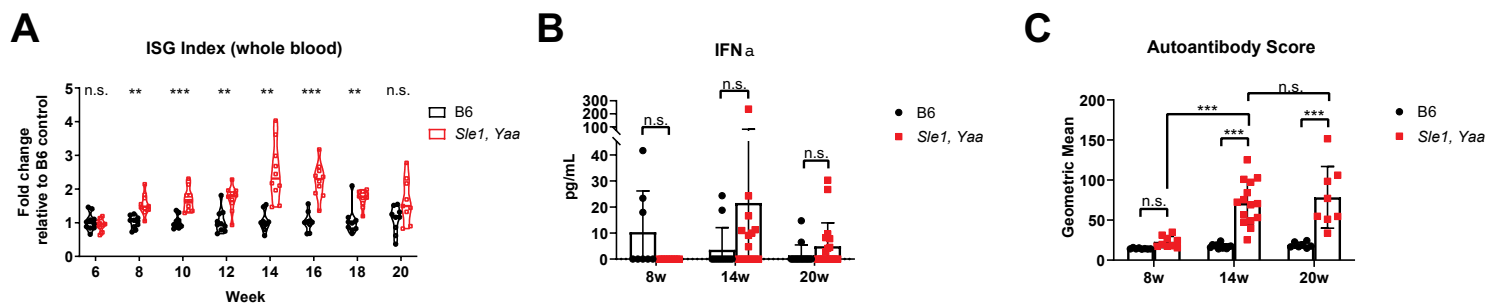 A
ISG Index (whole blood)
n.s. ** *** ** ** *** ** n.s.
5
4
3
2
1
0
Fold change
relative to B6 control
6 8 10 12 14 16 18 20
Week
B6
Sle1, Yaa
B
IFN a
300
200
100
40
30
20
10
0
pg/mL
n.s.
n.s.
n.s.
8w 14w 20w
B6
Sle1, Yaa
C
Autoantibody Score
200
150
100
50
0
Geometric Mean
n.s.
***
***
n.s.
***
8w 14w 20w
B6
Sle1, Yaa